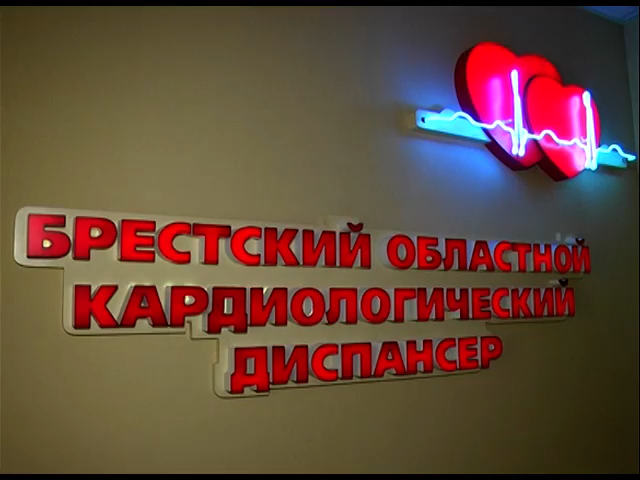 БРЕСТСКИЙ ОБЛАСТНОЙ
КАРДИОЛОГИЧЕСКИЙ
ДИСПАНСЕР